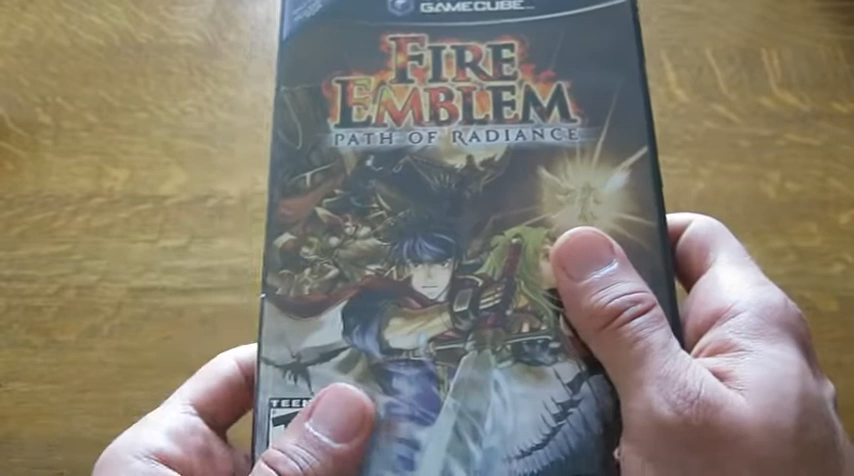 GAMECUBE
FIRE
EMBLEM
PATH OF RADIANCE
TEEN
T